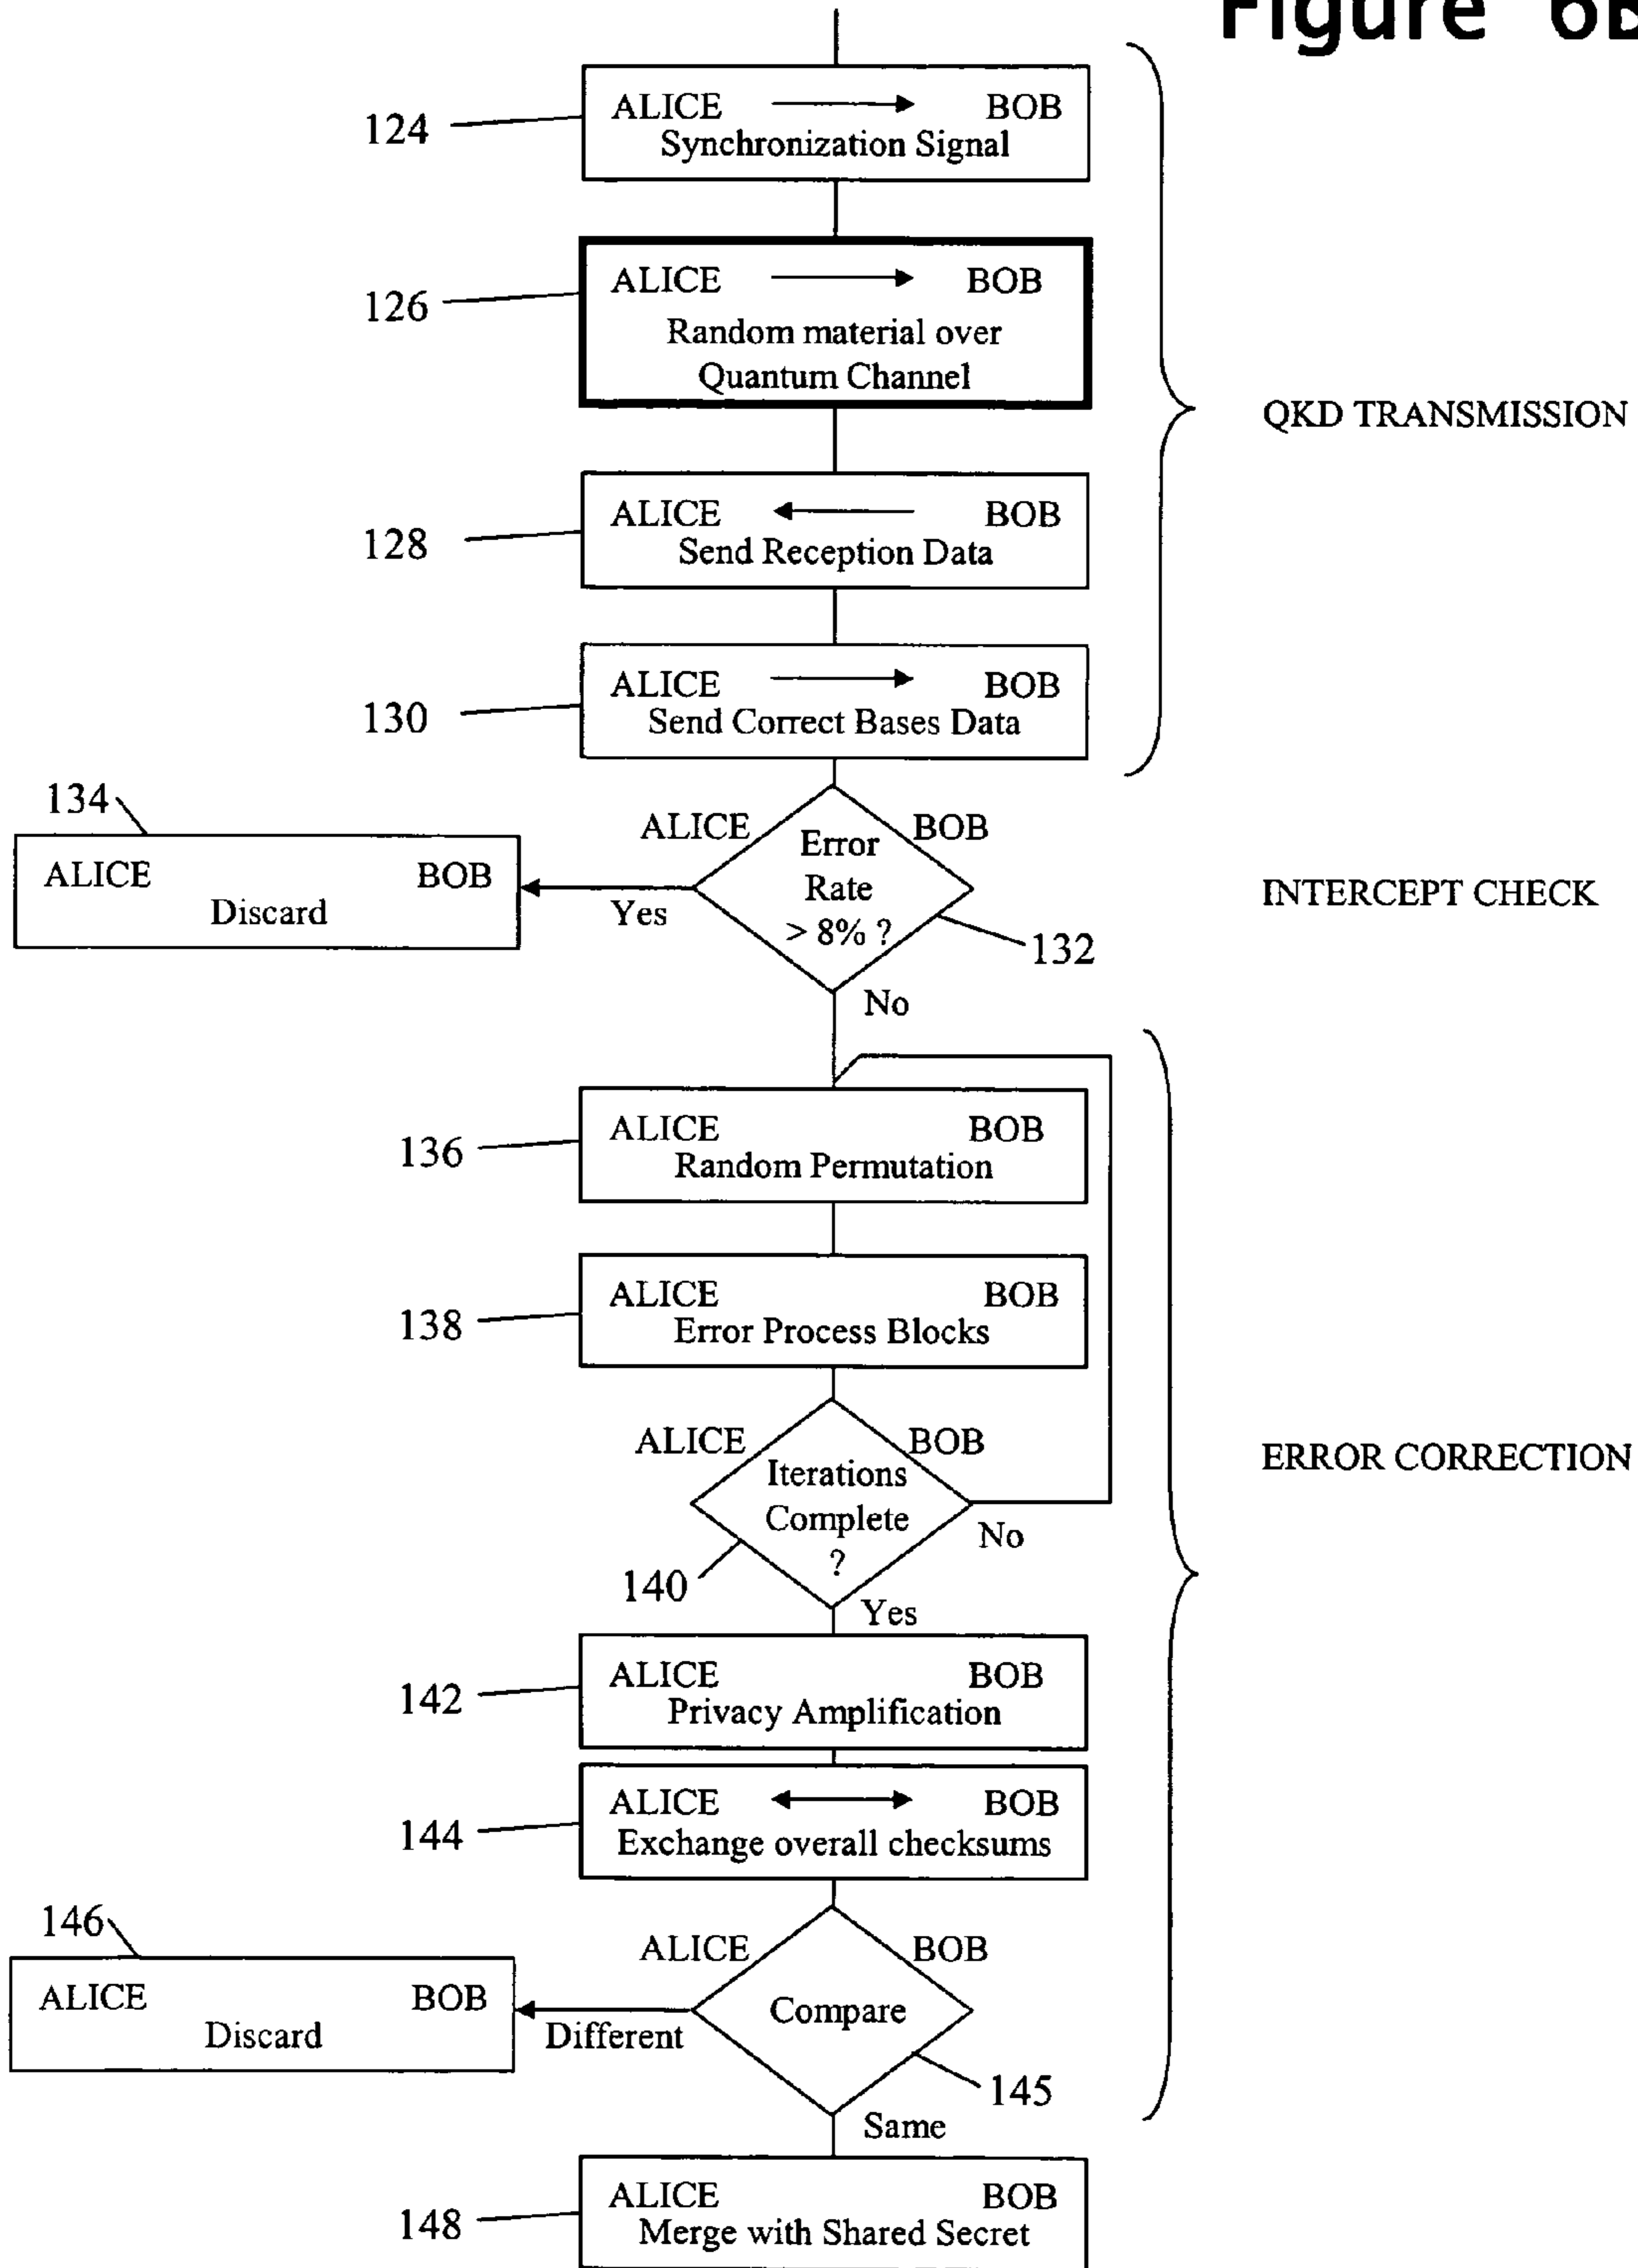 Figure 6B
ALICE BOB
124
Synchronization Signal
ALICE BOB
126
Random material over
Quantum Channel
QKD TRANSMISSION
ALICE BOB
128
Send Reception Data
ALICE BOB
130
Send Correct Bases Data
134
ALICE BOB
Error
Rate
> 8% ?
ALICE BOB
Discard
Yes
INTERCEPT CHECK
132
No
ALICE BOB
136
Random Permutation
ALICE BOB
138
Error Process Blocks
ALICE BOB
Iterations
Complete
?
No
ERROR CORRECTION
140
Yes
ALICE BOB
142
Privacy Amplification
ALICE BOB
144
Exchange overall checksums
146
ALICE BOB
Compare
ALICE BOB
Discard
Different
145
Same
ALICE BOB
148
Merge with Shared Secret